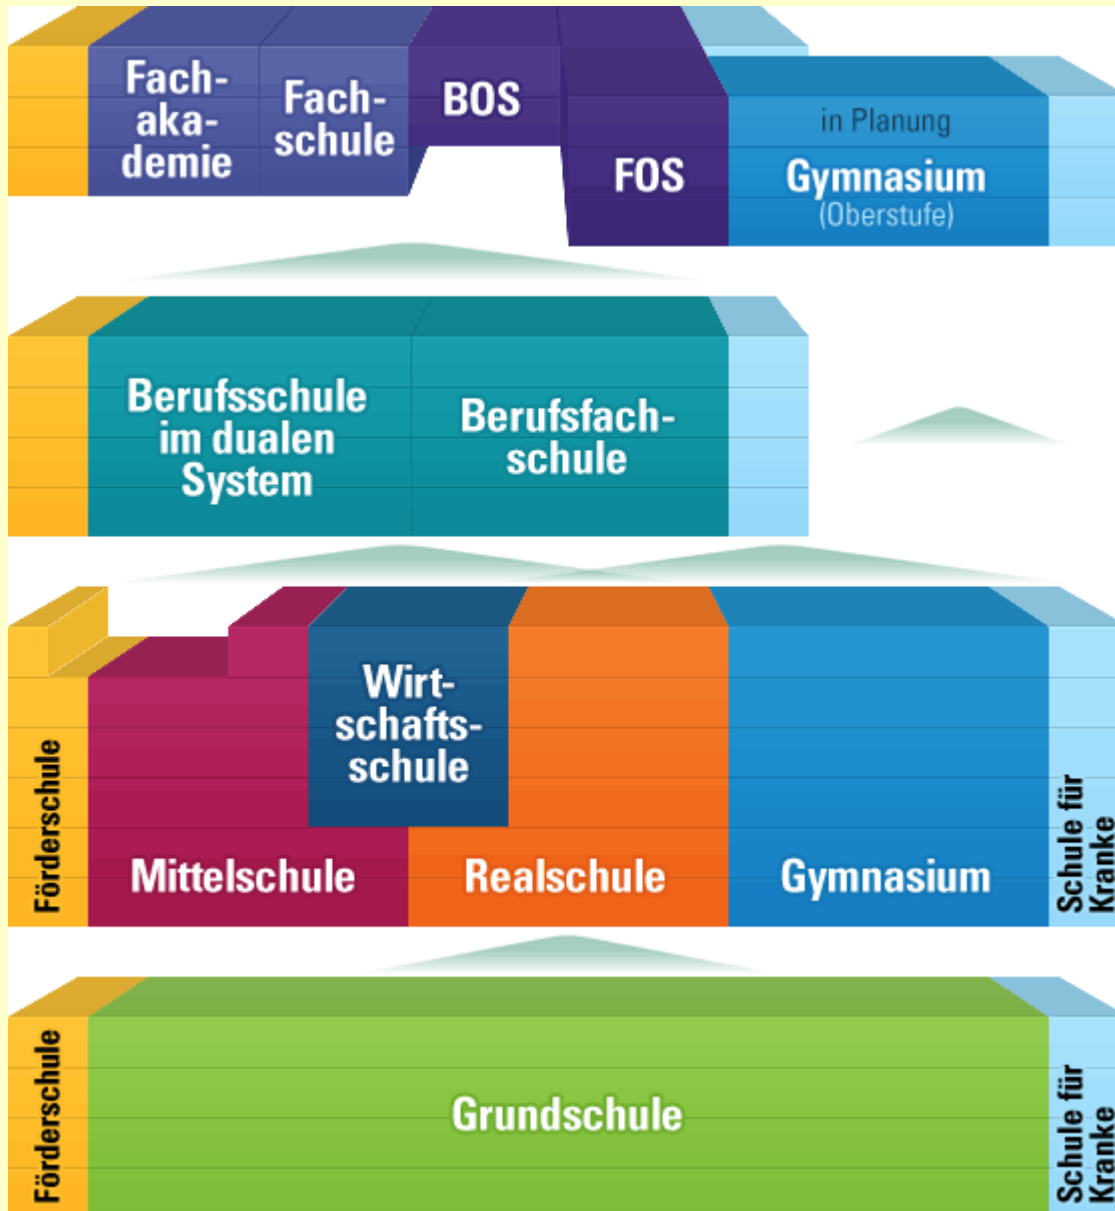 Fach-
aka-
demie
Fach-
schule
BOS
FOS
in Planung
Gymnasium
(Oberstufe)
Berufsschule
im dualen
System
Berufsfach-
schule
Förderschule
Mittelschule
Wirt-
schafts-
schule
Realschule
Gymnasium
Schule für
Kranke
Förderschule
Grundschule
Schule für
Kranke